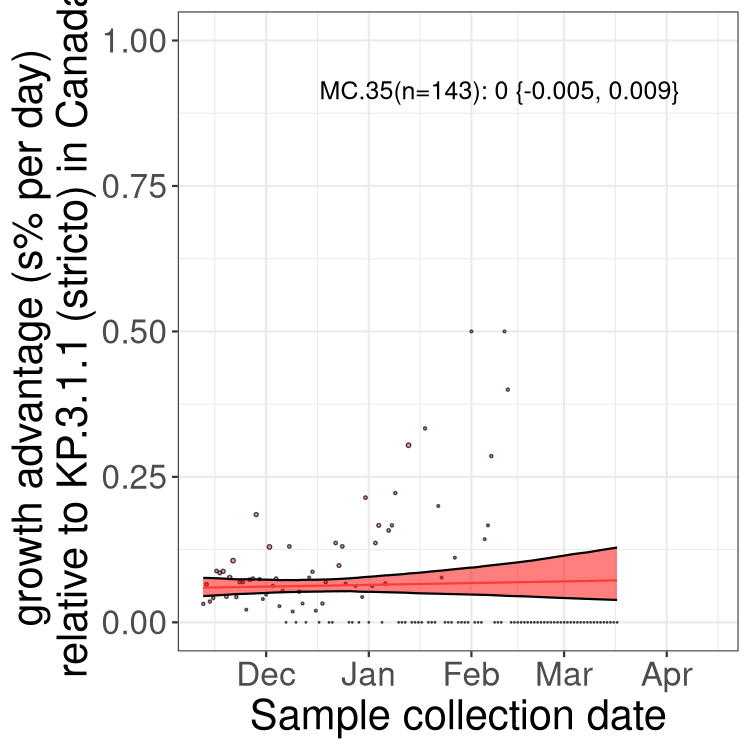 growth advantage (s% per day)
relative to KP.3.1.1 (stricto) in Canada
1.00
0.75
0.50
0.25
0.00
MC.35(n=143): 0 {-0.005, 0.009}
Dec Jan Feb Mar Apr
Sample collection date